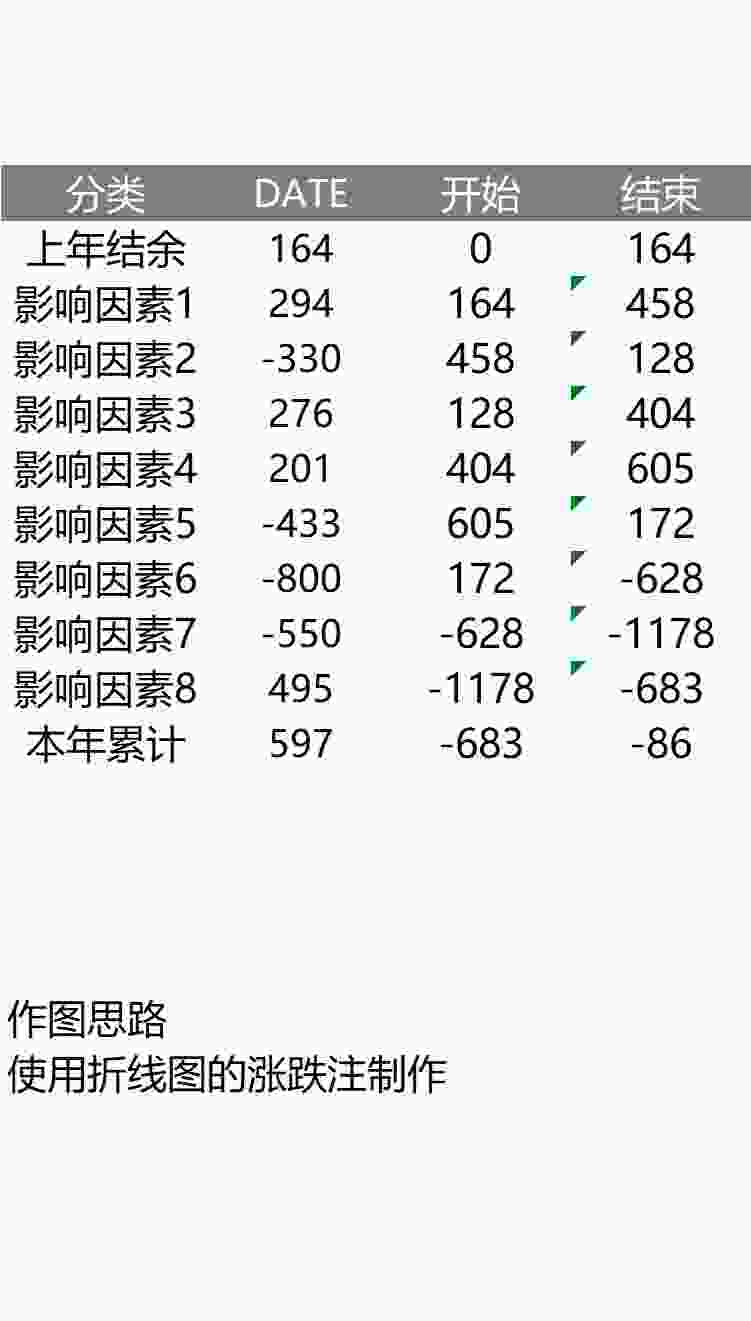 分类 DATE 开始 结束
上年结余 164 0 164
影响因素1 294 164 458
影响因素2 -330 458 128
影响因素3 276 128 404
影响因素4 201 404 605
影响因素5 -433 605 172
影响因素6 -800 172 -628
影响因素7 -550 -628 -1178
影响因素8 495 -1178 -683
本年累计 597 -683 -86
作图思路
使用折线图的涨跌注制作